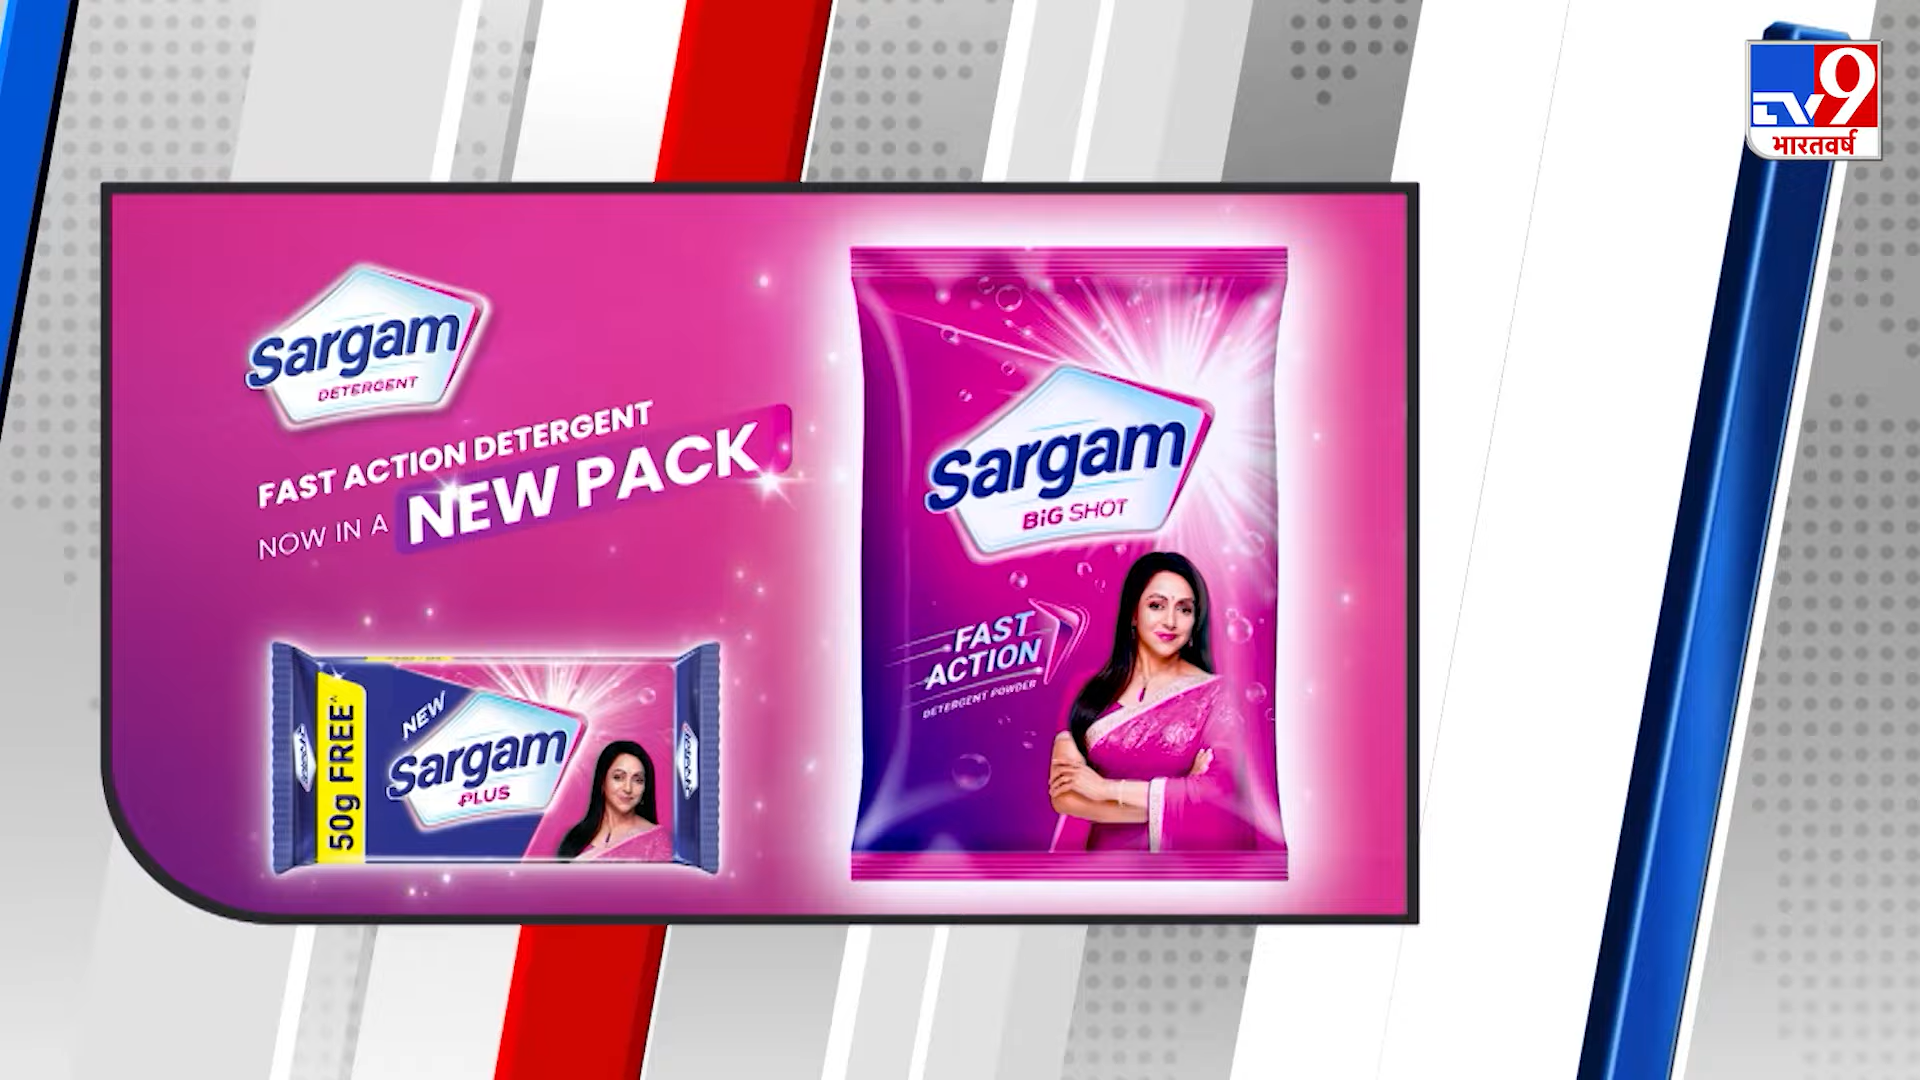 TV9
भारतवर्ष
Sargam
DETERGENT
FAST ACTION DETERGENT
NOW IN A NEW PACK
Sargam
BiG SHOT
FAST
ACTION
DETERGENT POWDER
50g FREE^
NEW
Sargam
PLUS